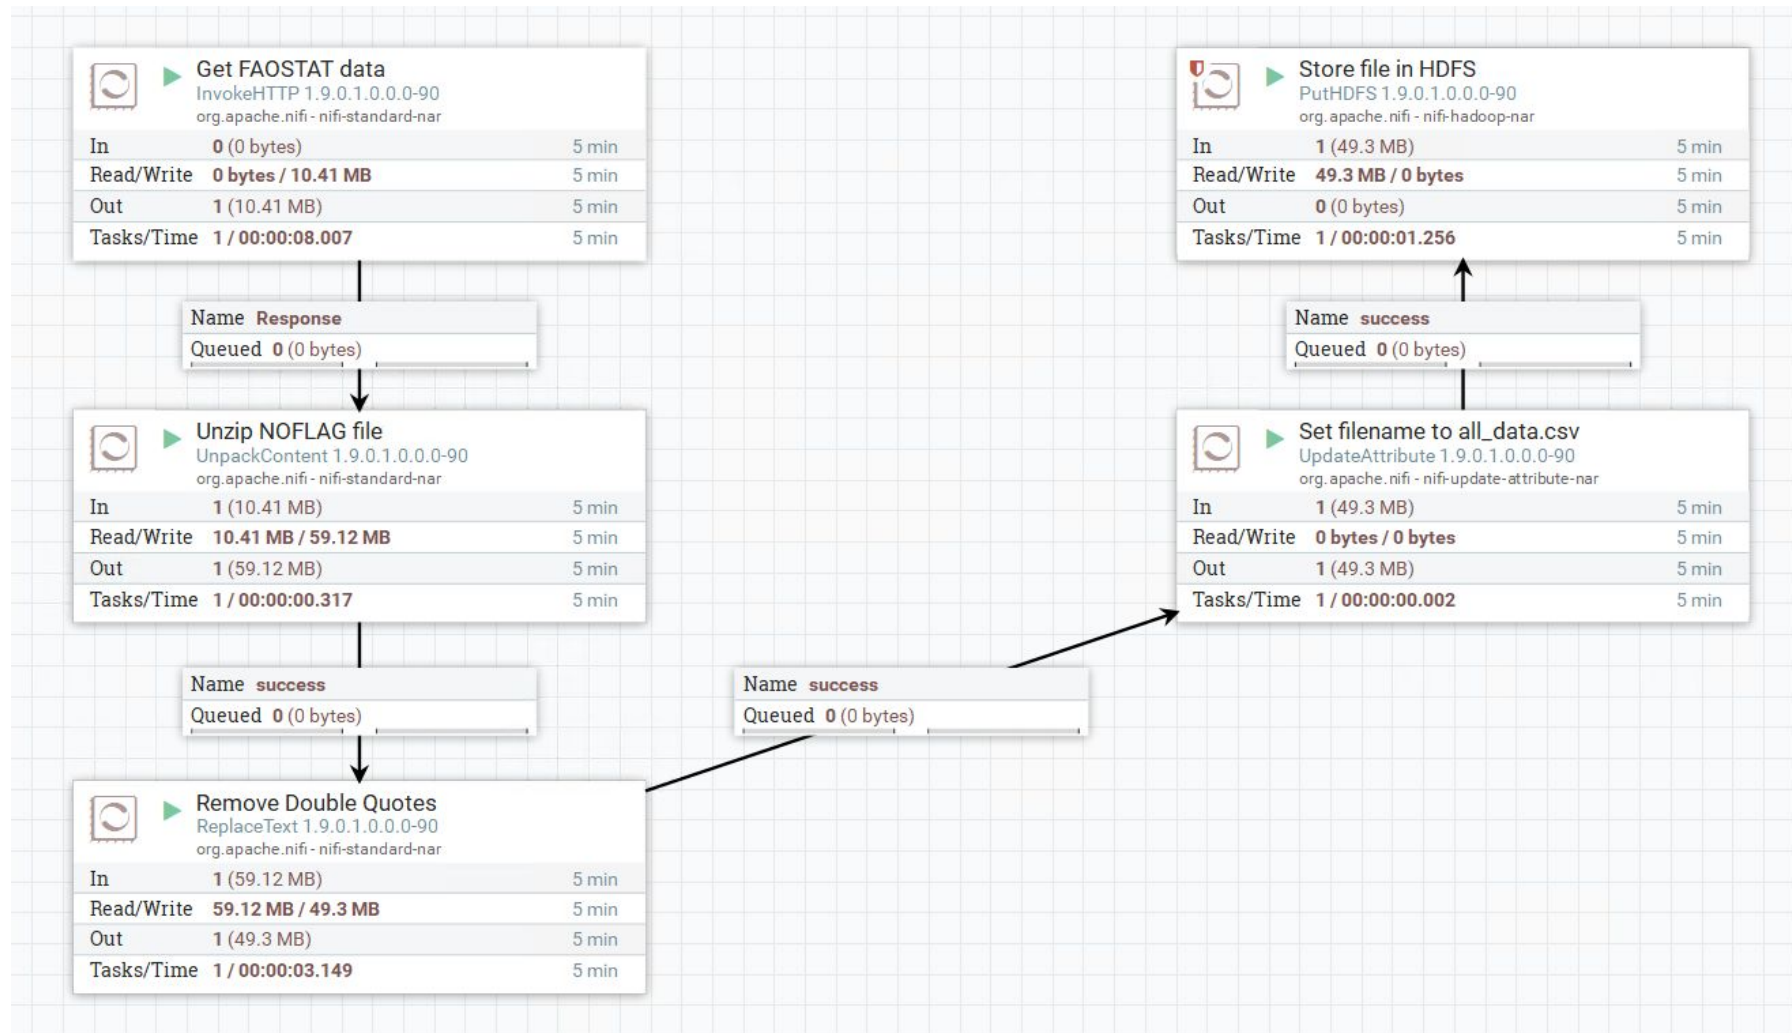 Get FAOSTAT data
InvokeHTTP 1.9.0.1.0.0.0-90
org.apache.nifi - nifi-standard-nar
In 0 (0 bytes) 5 min
Read/Write 0 bytes / 10.41 MB 5 min
Out 1 (10.41 MB) 5 min
Tasks/Time 1 / 00:00:08.007 5 min
Name Response
Queued 0 (0 bytes)
Unzip NOFLAG file
UnpackContent 1.9.0.1.0.0.0-90
org.apache.nifi - nifi-standard-nar
In 1 (10.41 MB) 5 min
Read/Write 10.41 MB / 59.12 MB 5 min
Out 1 (59.12 MB) 5 min
Tasks/Time 1 / 00:00:00.317 5 min
Name success
Queued 0 (0 bytes)
Remove Double Quotes
ReplaceText 1.9.0.1.0.0.0-90
org.apache.nifi - nifi-standard-nar
In 1 (59.12 MB) 5 min
Read/Write 59.12 MB / 49.3 MB 5 min
Out 1 (49.3 MB) 5 min
Tasks/Time 1 / 00:00:03.149 5 min
Name success
Queued 0 (0 bytes)
Set filename to all_data.csv
UpdateAttribute 1.9.0.1.0.0.0-90
org.apache.nifi - nifi-update-attribute-nar
In 1 (49.3 MB) 5 min
Read/Write 0 bytes / 0 bytes 5 min
Out 1 (49.3 MB) 5 min
Tasks/Time 1 / 00:00:00.002 5 min
Name success
Queued 0 (0 bytes)
Store file in HDFS
PutHDFS 1.9.0.1.0.0.0-90
org.apache.nifi - nifi-hadoop-nar
In 1 (49.3 MB) 5 min
Read/Write 49.3 MB / 0 bytes 5 min
Out 0 (0 bytes) 5 min
Tasks/Time 1 / 00:00:01.256 5 min